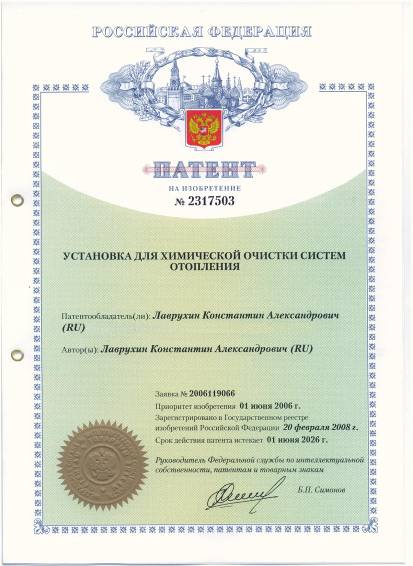 РОССИЙСКАЯ ФЕДЕРАЦИЯ
ПАТЕНТ
НА ИЗОБРЕТЕНИЕ
№ 2317503
УСТАНОВКА ДЛЯ ХИМИЧЕСКОЙ ОЧИСТКИ СИСТЕМ
ОТОПЛЕНИЯ
Патентообладатель(ли): Лаврухин Константин Александрович
(RU)
Автор(ы): Лаврухин Константин Александрович (RU)
Заявка № 2006119066
Приоритет изобретения 01 июня 2006 г.
Зарегистрировано в Государственном реестре
изобретений Российской Федерации 20 февраля 2008 г.
Срок действия патента истекает 01 июня 2026 г.
Руководитель Федеральной службы по интеллектуальной
собственности, патентам и товарным знакам
Б.П. Симонов